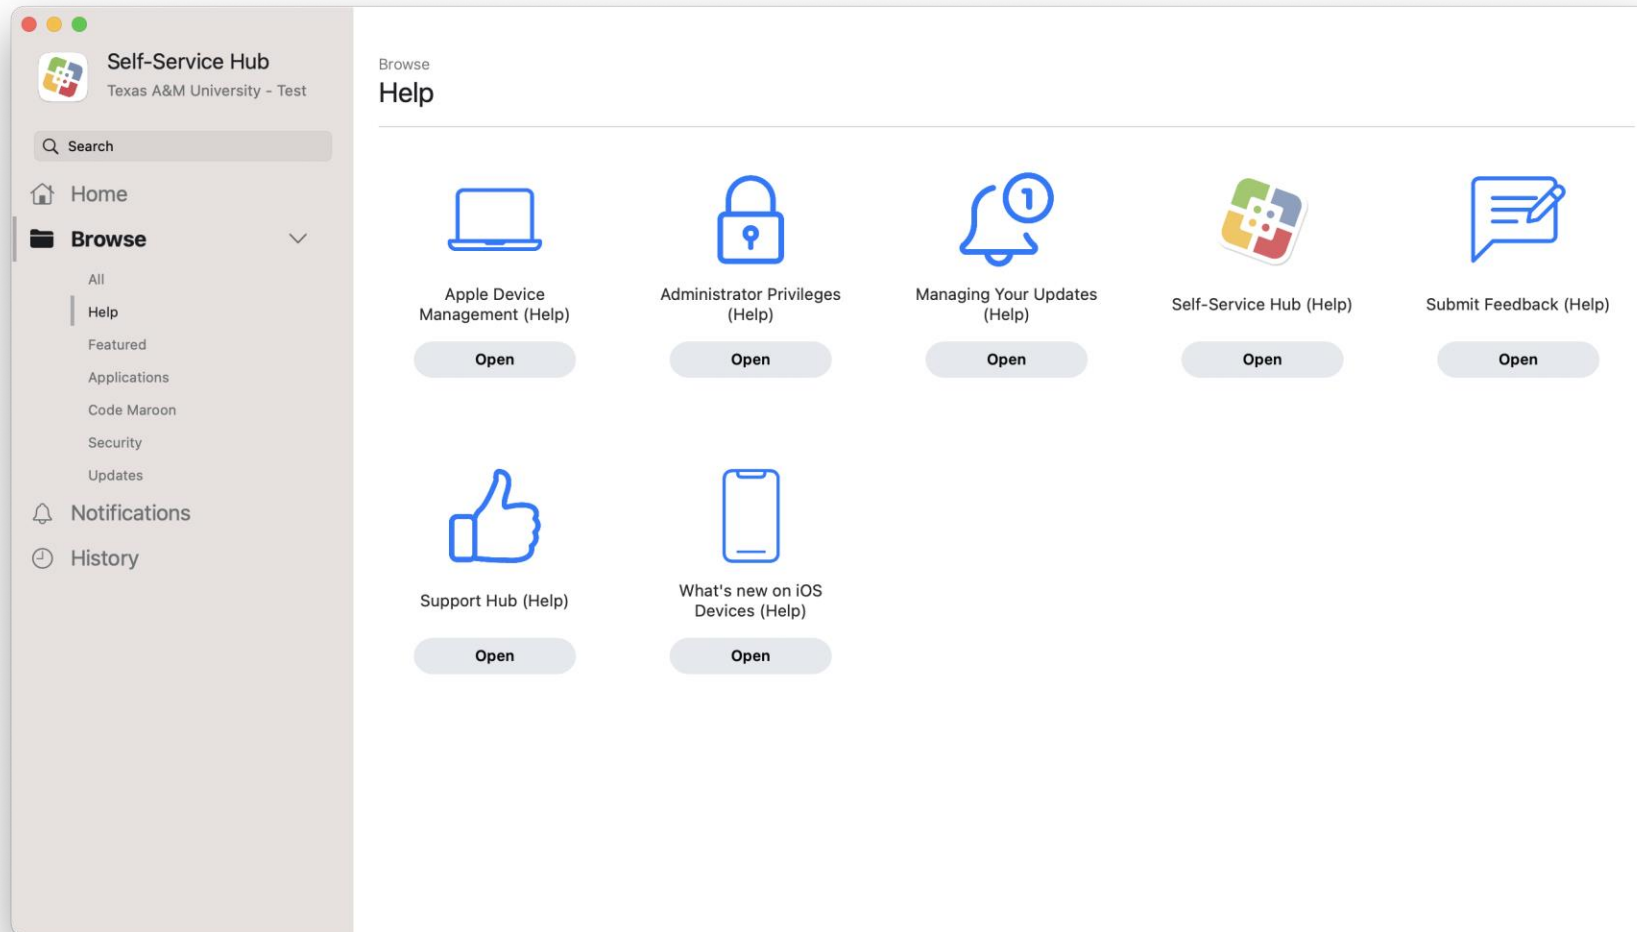 Self-Service Hub
Texas A&M University - Test
Search
Home
Browse
All
Help
Featured
Applications
Code Maroon
Security
Updates
Notifications
History
Browse
Help
1
Apple Device
Management (Help)
Open
Administrator Privileges
(Help)
Open
Managing Your Updates
(Help)
Open
Self-Service Hub (Help)
Open
Submit Feedback (Help)
Open
Support Hub (Help)
Open
What's new on iOS
Devices (Help)
Open